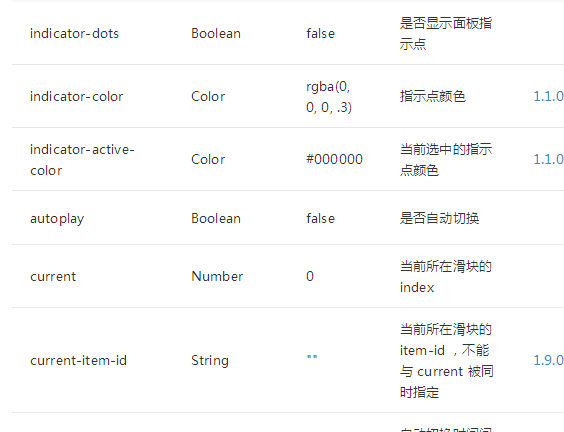 indicator-dots Boolean false 是否显示面板指
示点
indicator-color Color rgba(0, 0, 0, .3) 指示点颜色 1.1.0
indicator-active-color Color #000000 当前选中的指示
点颜色 1.1.0
autoplay Boolean false 是否自动切换
current Number 0 当前所在滑块的
index
current-item-id String "" 当前所在滑块的
item-id ，不能
与 current 被同
时指定 1.9.0